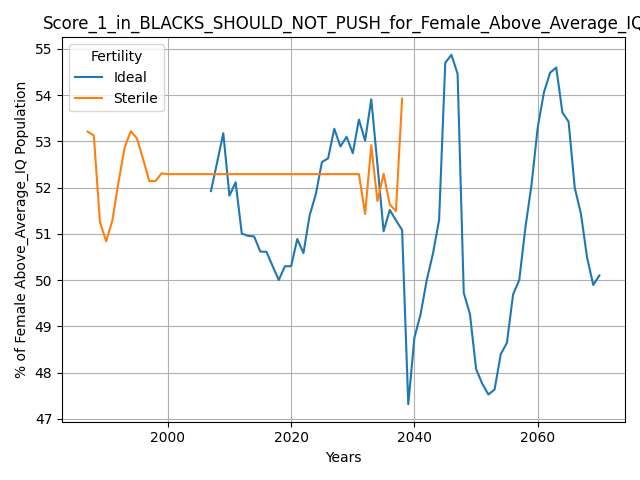 Score_1_in_BLACKS_SHOULD_NOT_PUSH_for_Female_Above_Average_IQ
Fertility
Ideal
Sterile
% of Female Above_Average_IQ Population
55
54
53
52
51
50
49
48
47
2000
2020
2040
2060
Years